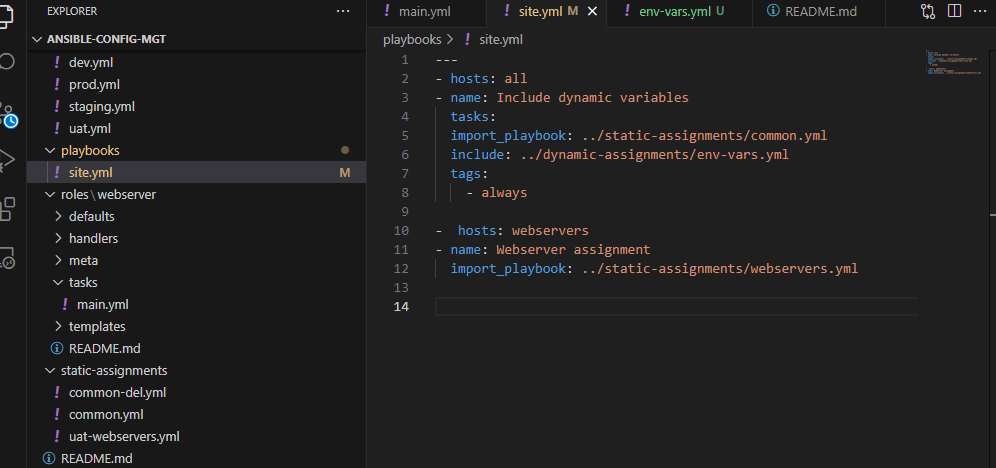 EXPLORER
ANSIBLE-CONFIG-MGT
dev.yml
prod.yml
staging.yml
uat.yml
playbooks
! site.yml M
roles\webserver
defaults
handlers
meta
tasks
! main.yml
templates
README.md
static-assignments
! common-del.yml
! common.yml
! uat-webservers.yml
README.md
! main.yml
! site.yml M
! env-vars.yml U
README.md
playbooks > ! site.yml
1 ---
2 - hosts: all
3 - name: Include dynamic variables
4   tasks:
5   import_playbook: ../static-assignments/common.yml
6   include: ../dynamic-assignments/env-vars.yml
7   tags:
8     - always
9
10 -  hosts: webservers
11 - name: Webserver assignment
12   import_playbook: ../static-assignments/webservers.yml
13
14